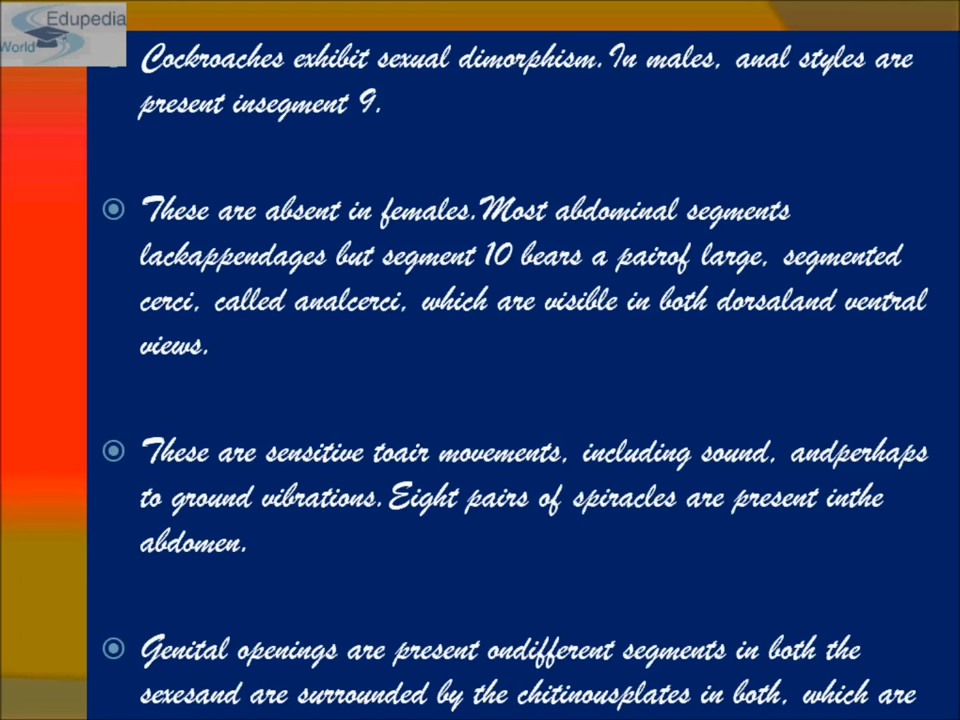 Edupedia
World
Cockroaches exhibit sexual dimorphism. In males, anal styles are
present insegment 9.
These are absent in females.Most abdominal segments
lackappendages but segment 10 bears a pairof large, segmented
cerci, called analcerci, which are visible in both dorsaland ventral
views.
These are sensitive toair movements, including sound, andperhaps
to ground vibrations. Eight pairs of spiracles are present inthe
abdomen.
Genital openings are present ondifferent segments in both the
sexesand are surrounded by the chitinousplates in both, which are